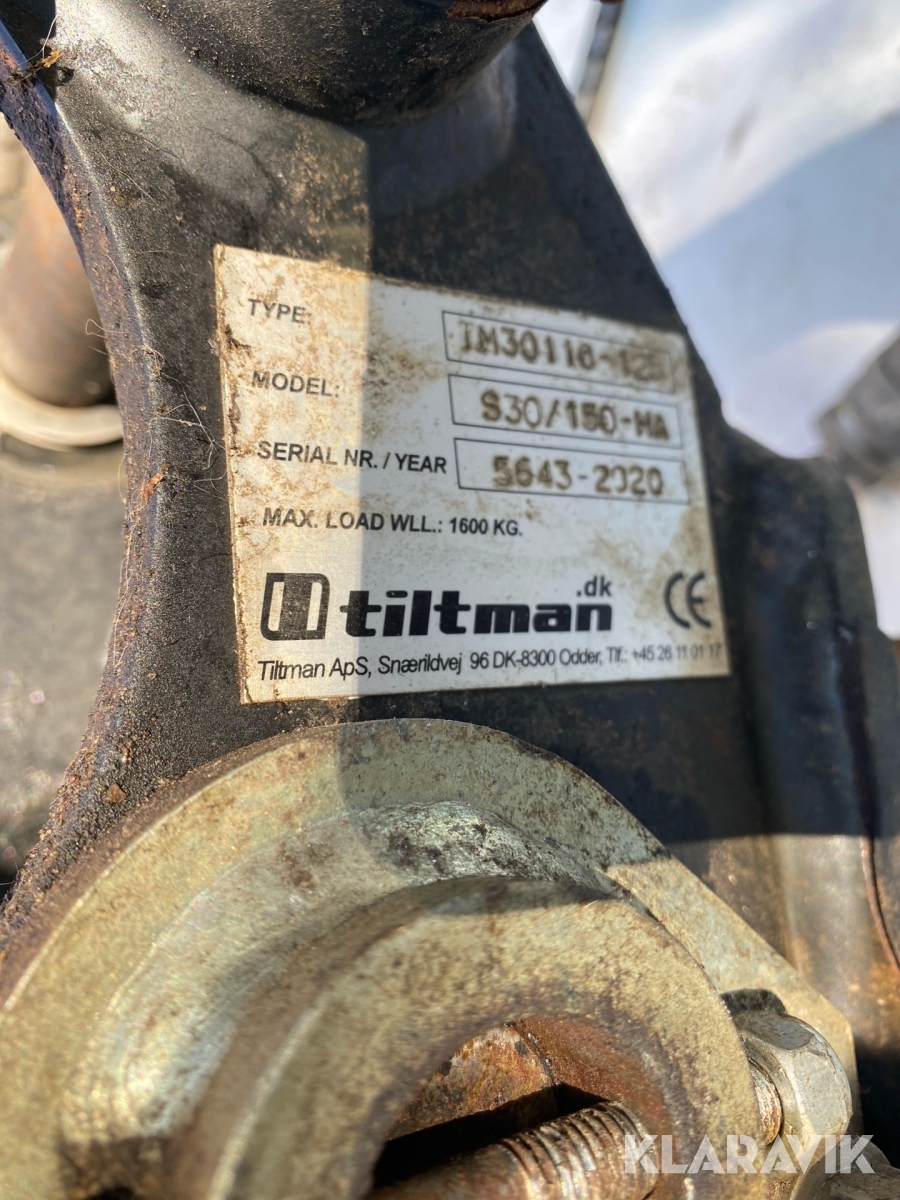 TYPE: TM30116-125
MODEL: S30/150-MA
SERIAL NR. / YEAR 5643-2020
MAX. LOAD WLL.: 1600 KG.
tiltman.dk CE
Tiltman ApS, Snærildvej 96 DK-8300 Odder, Tlf.: +45 26 11 01 17
KLARAVIK